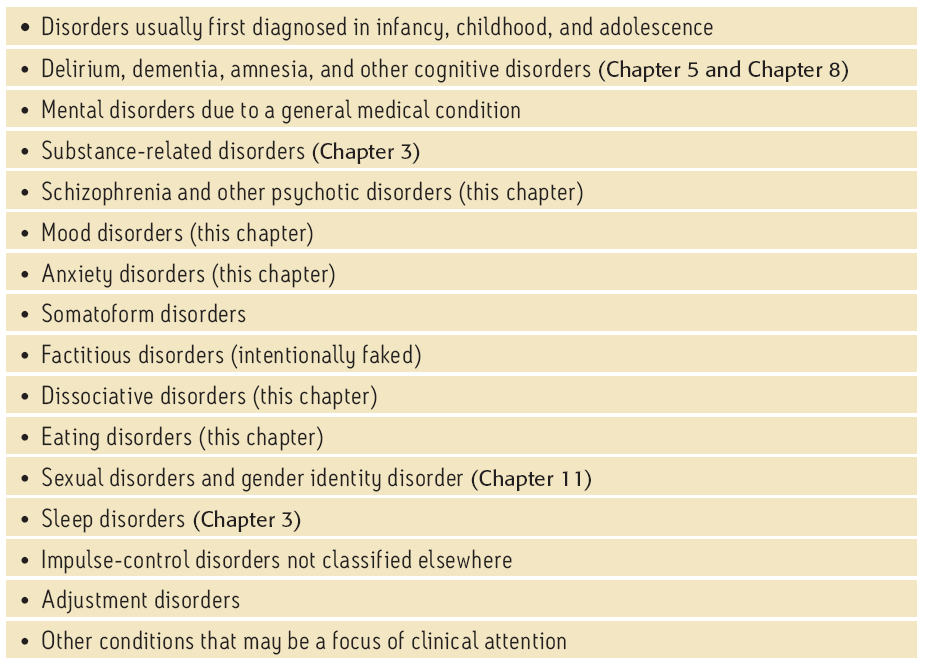 • Disorders usually first diagnosed in infancy, childhood, and adolescence
• Delirium, dementia, amnesia, and other cognitive disorders (Chapter 5 and Chapter 8)
• Mental disorders due to a general medical condition
• Substance-related disorders (Chapter 3)
• Schizophrenia and other psychotic disorders (this chapter)
• Mood disorders (this chapter)
• Anxiety disorders (this chapter)
• Somatoform disorders
• Factitious disorders (intentionally faked)
• Dissociative disorders (this chapter)
• Eating disorders (this chapter)
• Sexual disorders and gender identity disorder (Chapter 11)
• Sleep disorders (Chapter 3)
• Impulse-control disorders not classified elsewhere
• Adjustment disorders
• Other conditions that may be a focus of clinical attention